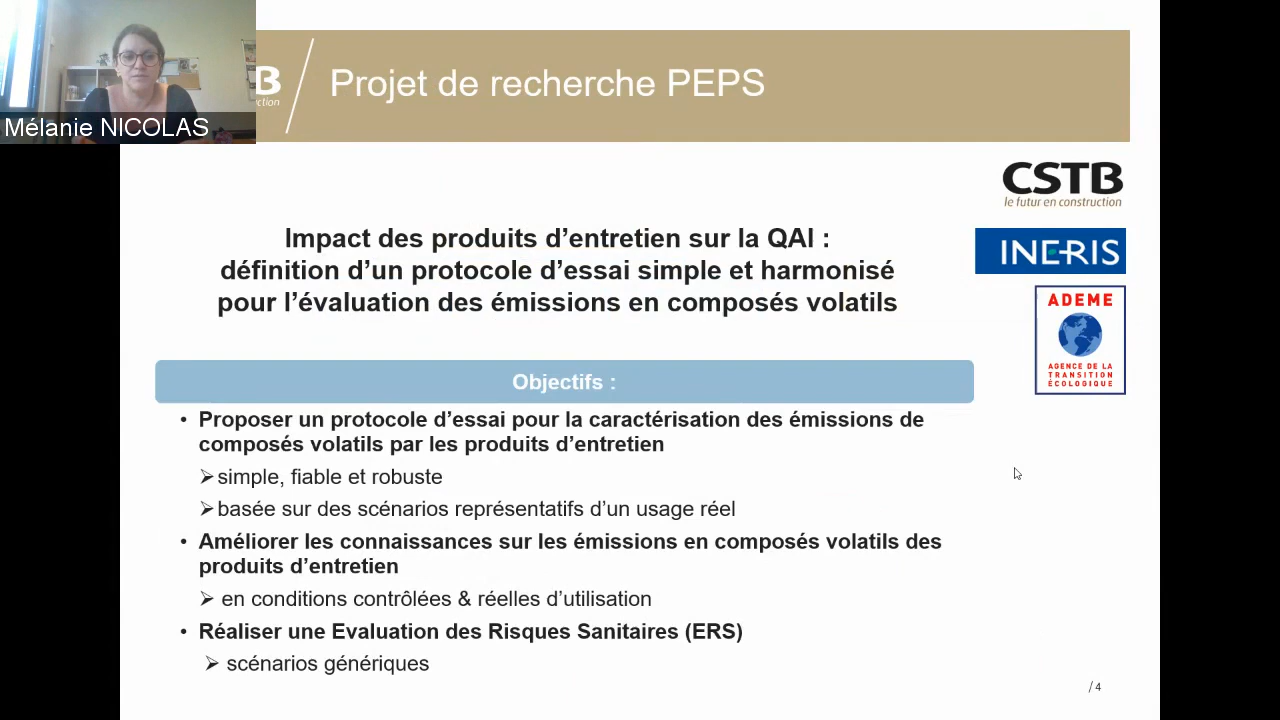 Mélanie NICOLAS
B
ction
Projet de recherche PEPS
CSTB
le futur en construction
INERIS
ADEME
AGENCE DE LA
TRANSITION
ÉCOLOGIQUE
Impact des produits d’entretien sur la QAI :
définition d’un protocole d’essai simple et harmonisé
pour l’évaluation des émissions en composés volatils
Objectifs :
• Proposer un protocole d’essai pour la caractérisation des émissions de
composés volatils par les produits d’entretien
➢ simple, fiable et robuste
➢ basée sur des scénarios représentatifs d’un usage réel
• Améliorer les connaissances sur les émissions en composés volatils des
produits d’entretien
➢ en conditions contrôlées & réelles d’utilisation
• Réaliser une Evaluation des Risques Sanitaires (ERS)
➢ scénarios génériques
/ 4